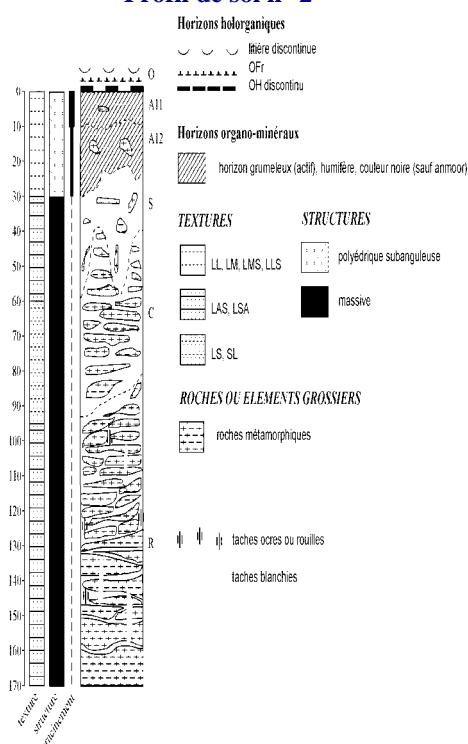 Profil de sol n° 2
Horizons holorganiques
litière discontinue
OFr
OH discontinu
Horizons organo-minéraux
horizon grumeleux (actif), humifère, couleur noire (sauf anmoor)
TEXTURES
STRUCTURES
LL, LM, LMS, LLS
polyédrique subanguleuse
LAS, LSA
massive
LS, SL
ROCHES OU ELEMENTS GROSSIERS
roches métamorphiques
taches ocres ou rouilles
taches blanchies
O
A11
A12
S
C
R
0
10
20
30
40
50
60
70
80
90
100
110
120
130
140
150
160
170
texture
structure
enracinement